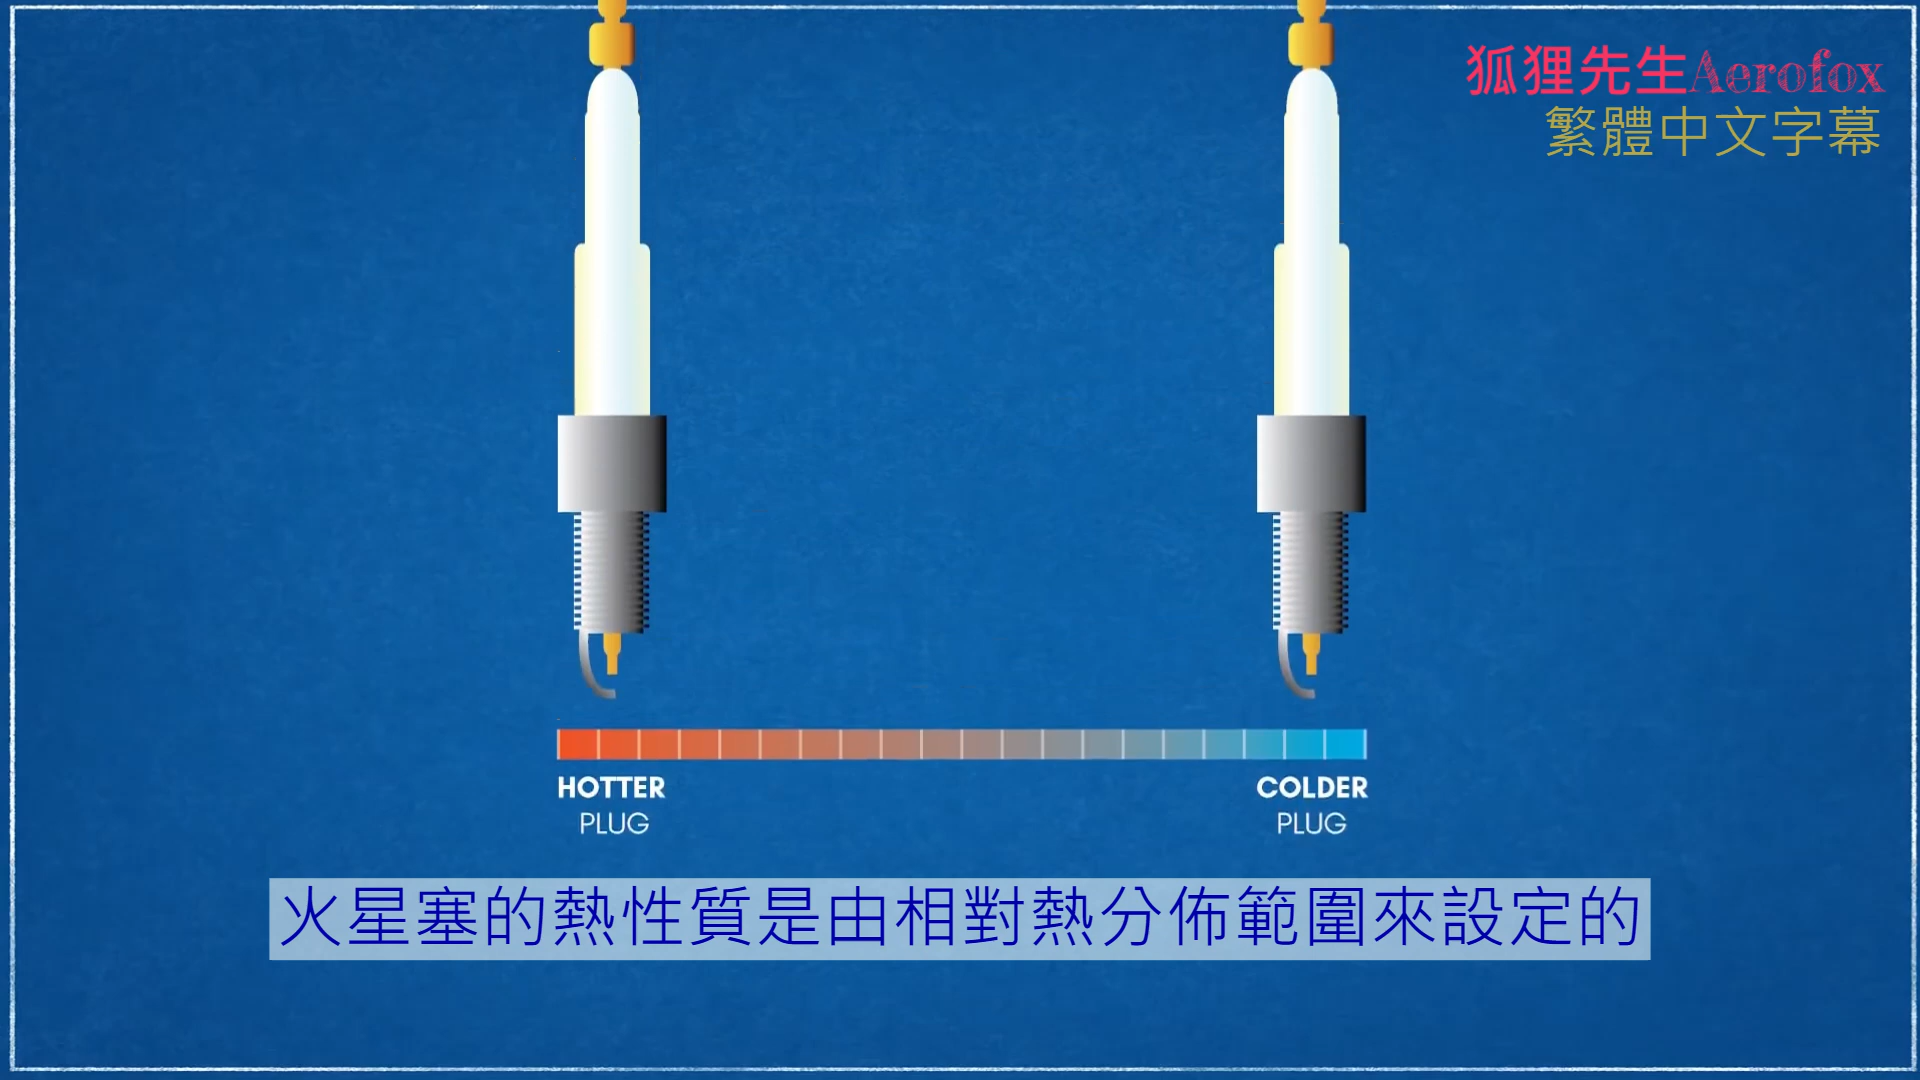 狐狸先生Aerofox
繁體中文字幕
HOTTER
PLUG
COLDER
PLUG
火星塞的熱性質是由相對熱分佈範圍來設定的